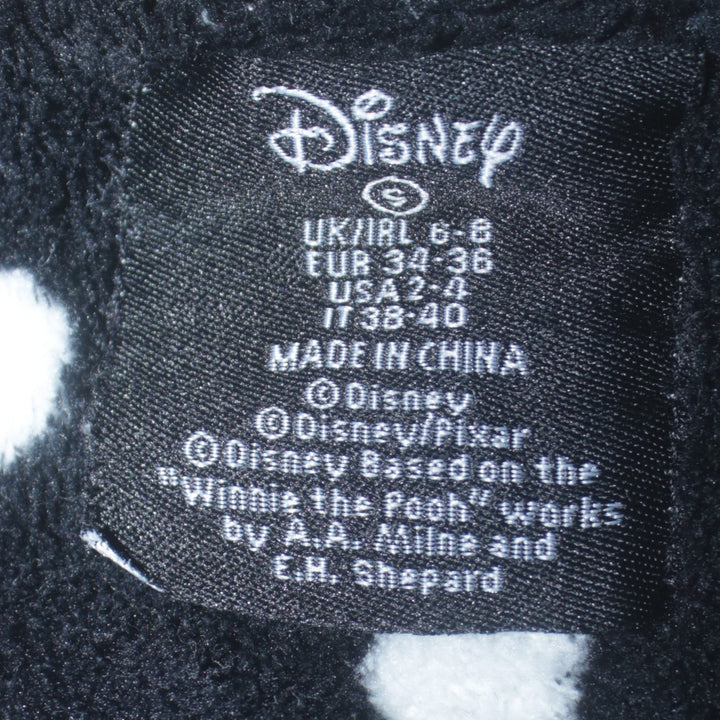 Disney
S
UK/IRL 6-8
EUR 34-36
USA 2-4
IT 38-40
MADE IN CHINA
©Disney
©Disney/Pixar
©Disney Based on the
"Winnie the Pooh" works
by A.A. Milne and
E.H. Shepard